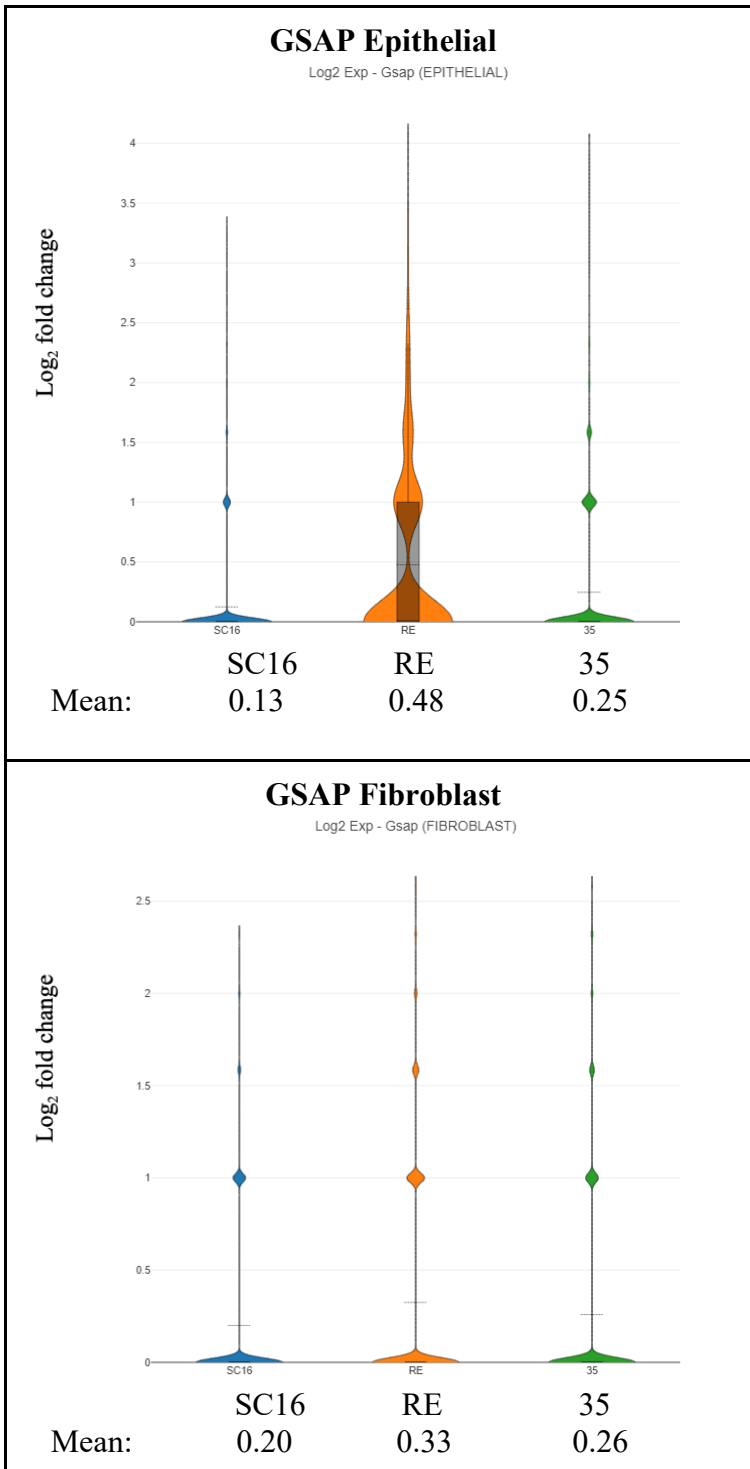 GSAP Epithelial
Log2 Exp - Gsap (EPITHELIAL)
Log₂ fold change
4
3.5
3
2.5
2
1.5
1
0.5
0
SC16 RE 35
SC16 RE 35
Mean: 0.13 0.48 0.25
GSAP Fibroblast
Log2 Exp - Gsap (FIBROBLAST)
Log₂ fold change
2.5
2
1.5
1
0.5
0
SC16 RE 35
SC16 RE 35
Mean: 0.20 0.33 0.26